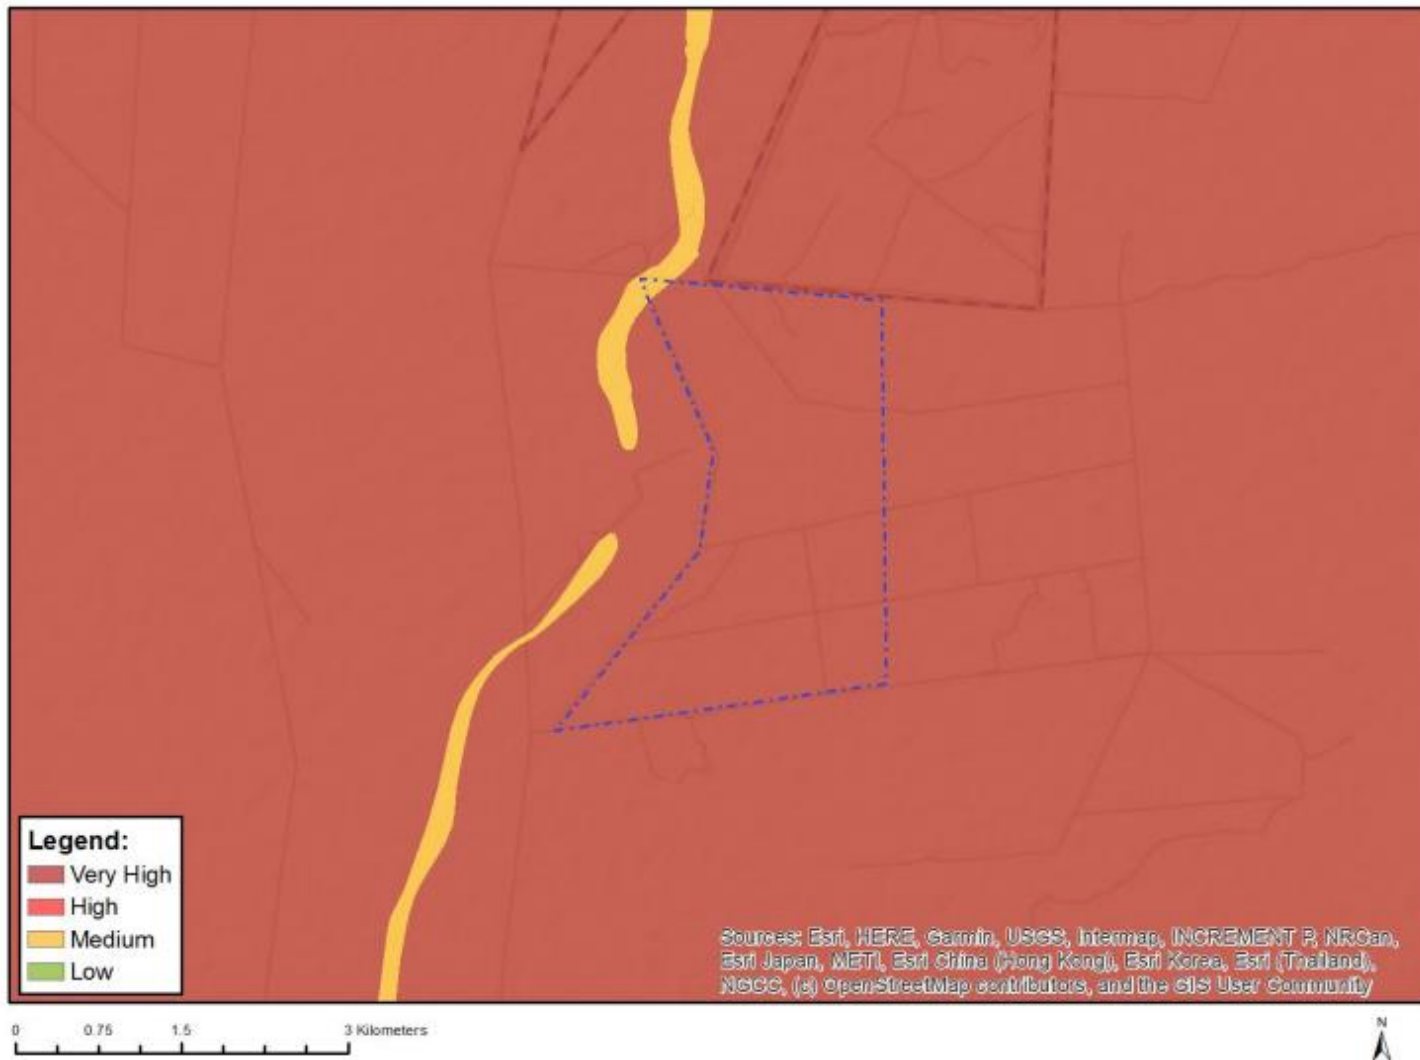 Legend:
Very High
High
Medium
Low
Sources: Esri, HERE, Garmin, USGS, Intermap, INCREMENT P, NRCan,
Esri Japan, METI, Esri China (Hong Kong), Esri Korea, Esri (Thailand),
NGCC, (c) OpenStreetMap contributors, and the GIS User Community
0 0.75 1.5 3 Kilometers
N